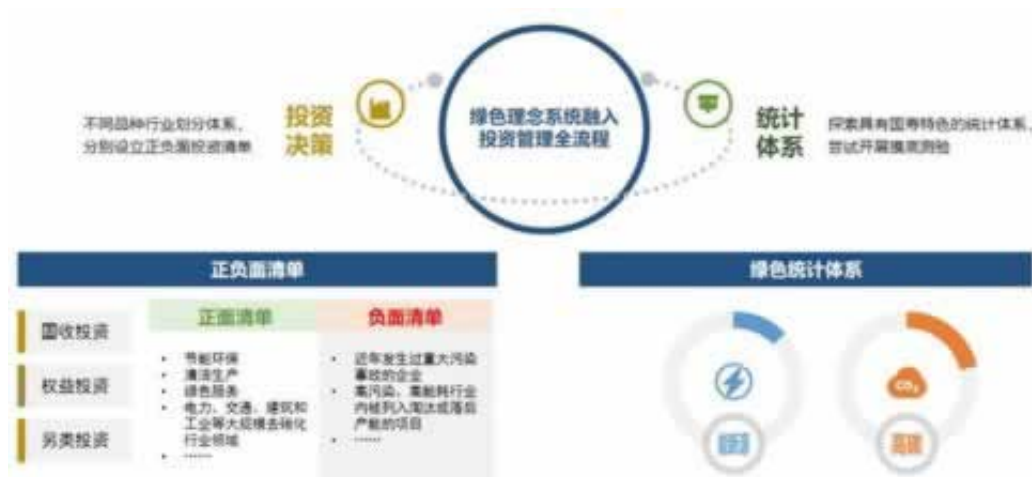 绿色理念系统融入
投资管理全流程
投资
决策
不同品种行业划分体系，
分别设立正负面投资清单
统计
体系
探索具有国寿特色的统计体系，
尝试开展摸底测验
正负面清单
正面清单
负面清单
固收投资
权益投资
另类投资
• 节能环保
• 清洁生产
• 绿色服务
• 电力、交通、建筑和
工业等大规模去碳化
行业领域
• ……
• 近年发生过重大污染
事故的企业
• 高污染、高能耗行业
内被列入淘汰或落后
产能的项目
• ……
绿色统计体系
CO₂
高碳